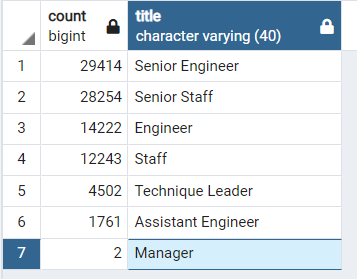 count title
bigint character varying (40)
1 29414 Senior Engineer
2 28254 Senior Staff
3 14222 Engineer
4 12243 Staff
5 4502 Technique Leader
6 1761 Assistant Engineer
7 2 Manager